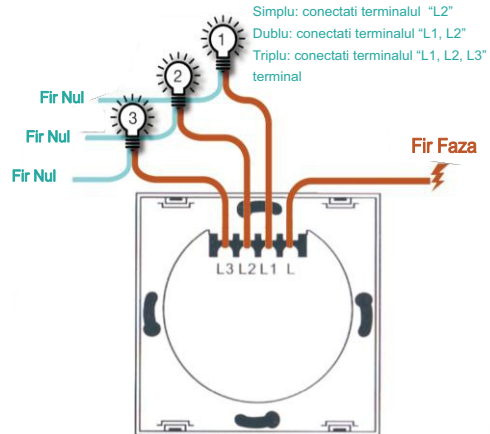 Simplu: conectati terminalul “L2”
Dublu: conectati terminalul “L1, L2”
Triplu: conectati terminalul “L1, L2, L3”
terminal
1
2
Fir Nul
3
Fir Nul
Fir Faza
Fir Nul
L3 L2 L1 L